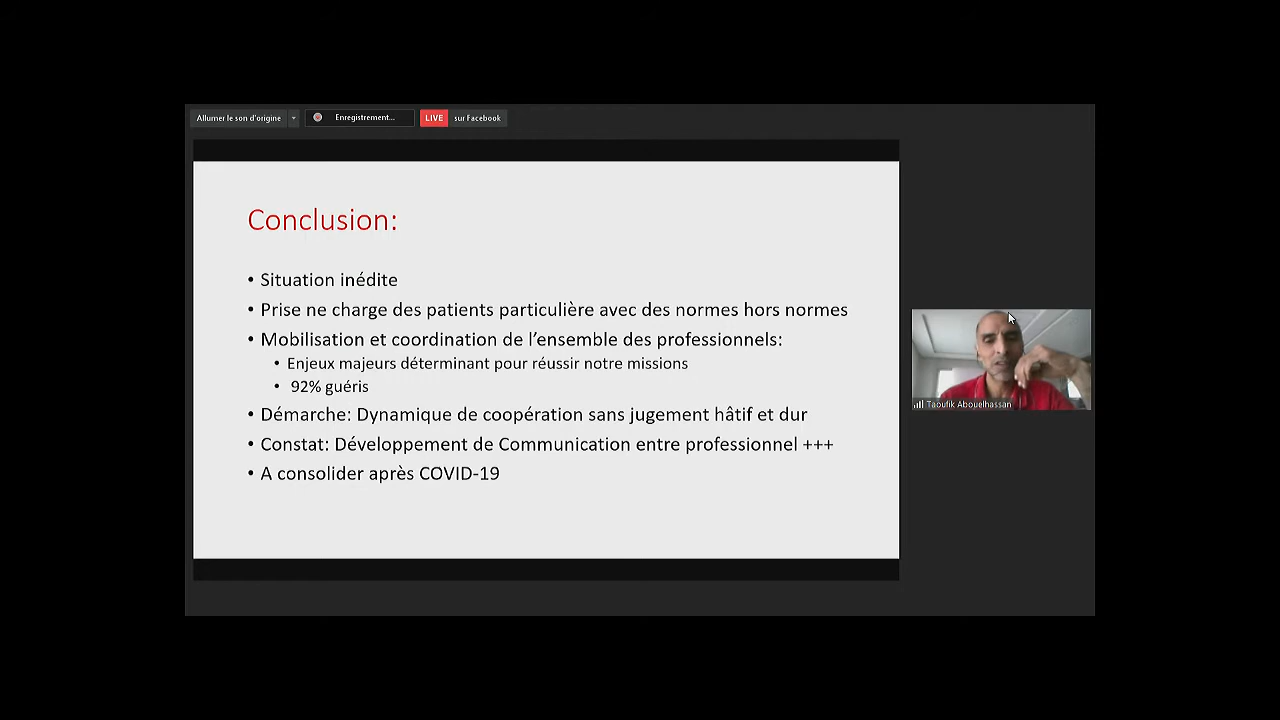 Allumer le son d'origine
Enregistrement...
LIVE sur Facebook
Conclusion:
• Situation inédite
• Prise ne charge des patients particulière avec des normes hors normes
• Mobilisation et coordination de l'ensemble des professionnels:
• Enjeux majeurs déterminant pour réussir notre missions
• 92% guéris
• Démarche: Dynamique de coopération sans jugement hâtif et dur
• Constat: Développement de Communication entre professionnel +++
• A consolider après COVID-19
Taoufik Abouelhassan